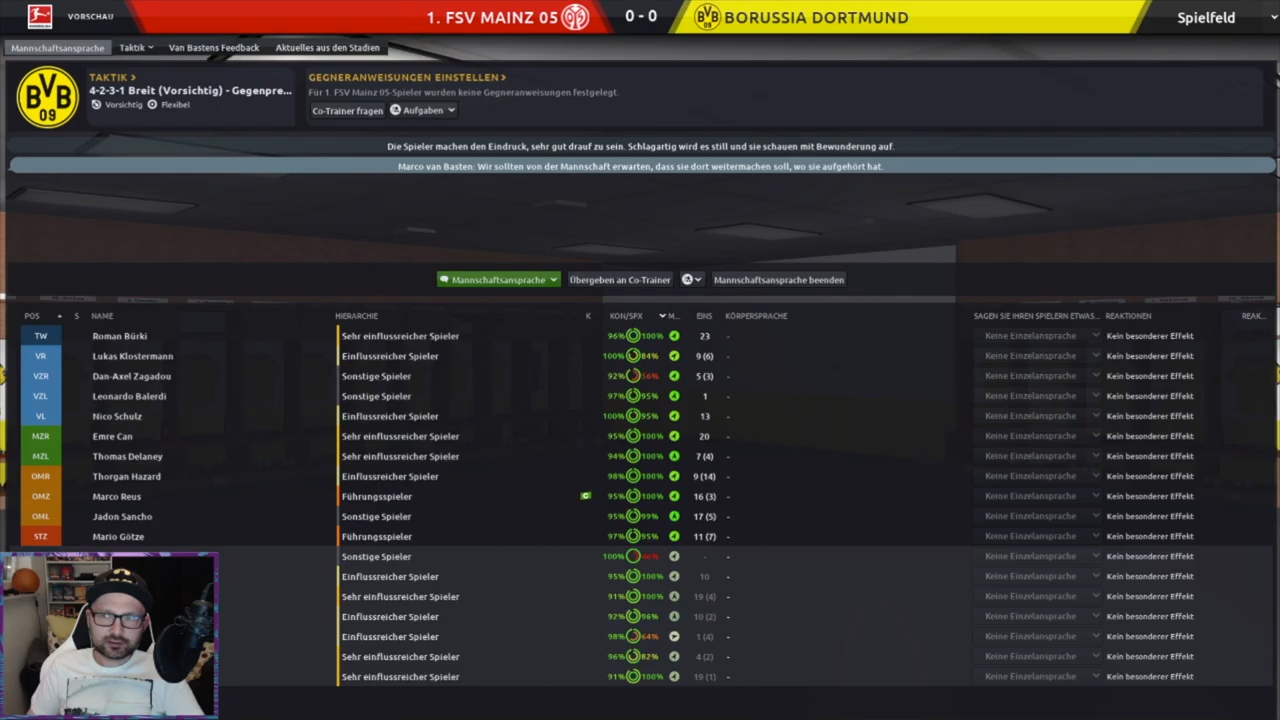 VORSCHAU
1. FSV MAINZ 05
0 - 0
BORUSSIA DORTMUND
Spielfeld
Mannschaftsansprache Taktik Van Bastens Feedback Aktuelles aus den Stadien
TAKTIK >
4-2-3-1 Breit (Vorsichtig) - Gegenpre...
Vorsichtig Flexibel
GEGNERANWEISUNGEN EINSTELLEN >
Für 1. FSV Mainz 05-Spieler wurden keine Gegneranweisungen festgelegt.
Co-Trainer fragen Aufgaben
BVB 09
Die Spieler machen den Eindruck, sehr gut drauf zu sein. Schlagartig wird es still und sie schauen mit Bewunderung auf.
Marco van Basten: Wir sollten von der Mannschaft erwarten, dass sie dort weitermachen soll, wo sie aufgehört hat.
Mannschaftsansprache Übergeben an Co-Trainer Mannschaftsansprache beenden
POS S NAME HIERARCHIE K KON/SPX M... EINS KÖRPERSPRACHE SAGEN SIE IHREN SPIELERN ETWAS... REAKTIONEN REAK...
TW Roman Bürki Sehr einflussreicher Spieler 96% 100% 23 - Keine Einzelansprache Kein besonderer Effekt
VR Lukas Klostermann Einflussreicher Spieler 100% 84% 9 (6) - Keine Einzelansprache Kein besonderer Effekt
VZR Dan-Axel Zagadou Sonstige Spieler 92% 56% 5 (3) - Keine Einzelansprache Kein besonderer Effekt
VZL Leonardo Balerdi Sonstige Spieler 97% 95% 1 - Keine Einzelansprache Kein besonderer Effekt
VL Nico Schulz Einflussreicher Spieler 100% 95% 13 - Keine Einzelansprache Kein besonderer Effekt
MZR Emre Can Sehr einflussreicher Spieler 95% 100% 20 - Keine Einzelansprache Kein besonderer Effekt
MZL Thomas Delaney Sehr einflussreicher Spieler 94% 100% 7 (4) - Keine Einzelansprache Kein besonderer Effekt
OMR Thorgan Hazard Einflussreicher Spieler 98% 100% 9 (14) - Keine Einzelansprache Kein besonderer Effekt
OMZ Marco Reus Führungsspieler C 95% 100% 16 (3) - Keine Einzelansprache Kein besonderer Effekt
OML Jadon Sancho Sonstige Spieler 95% 99% 17 (5) - Keine Einzelansprache Kein besonderer Effekt
STZ Mario Götze Führungsspieler 97% 95% 11 (7) - Keine Einzelansprache Kein besonderer Effekt
Sonstige Spieler 100% - - Keine Einzelansprache Kein besonderer Effekt
Einflussreicher Spieler 95% 100% 10 - Keine Einzelansprache Kein besonderer Effekt
Sehr einflussreicher Spieler 91% 100% 19 (4) - Keine Einzelansprache Kein besonderer Effekt
Einflussreicher Spieler 92% 96% 10 (2) - Keine Einzelansprache Kein besonderer Effekt
Einflussreicher Spieler 98% 64% 1 (4) - Keine Einzelansprache Kein besonderer Effekt
Sehr einflussreicher Spieler 96% 82% 4 (2) - Keine Einzelansprache Kein besonderer Effekt
Sehr einflussreicher Spieler 91% 100% 19 (1) - Keine Einzelansprache Kein besonderer Effekt